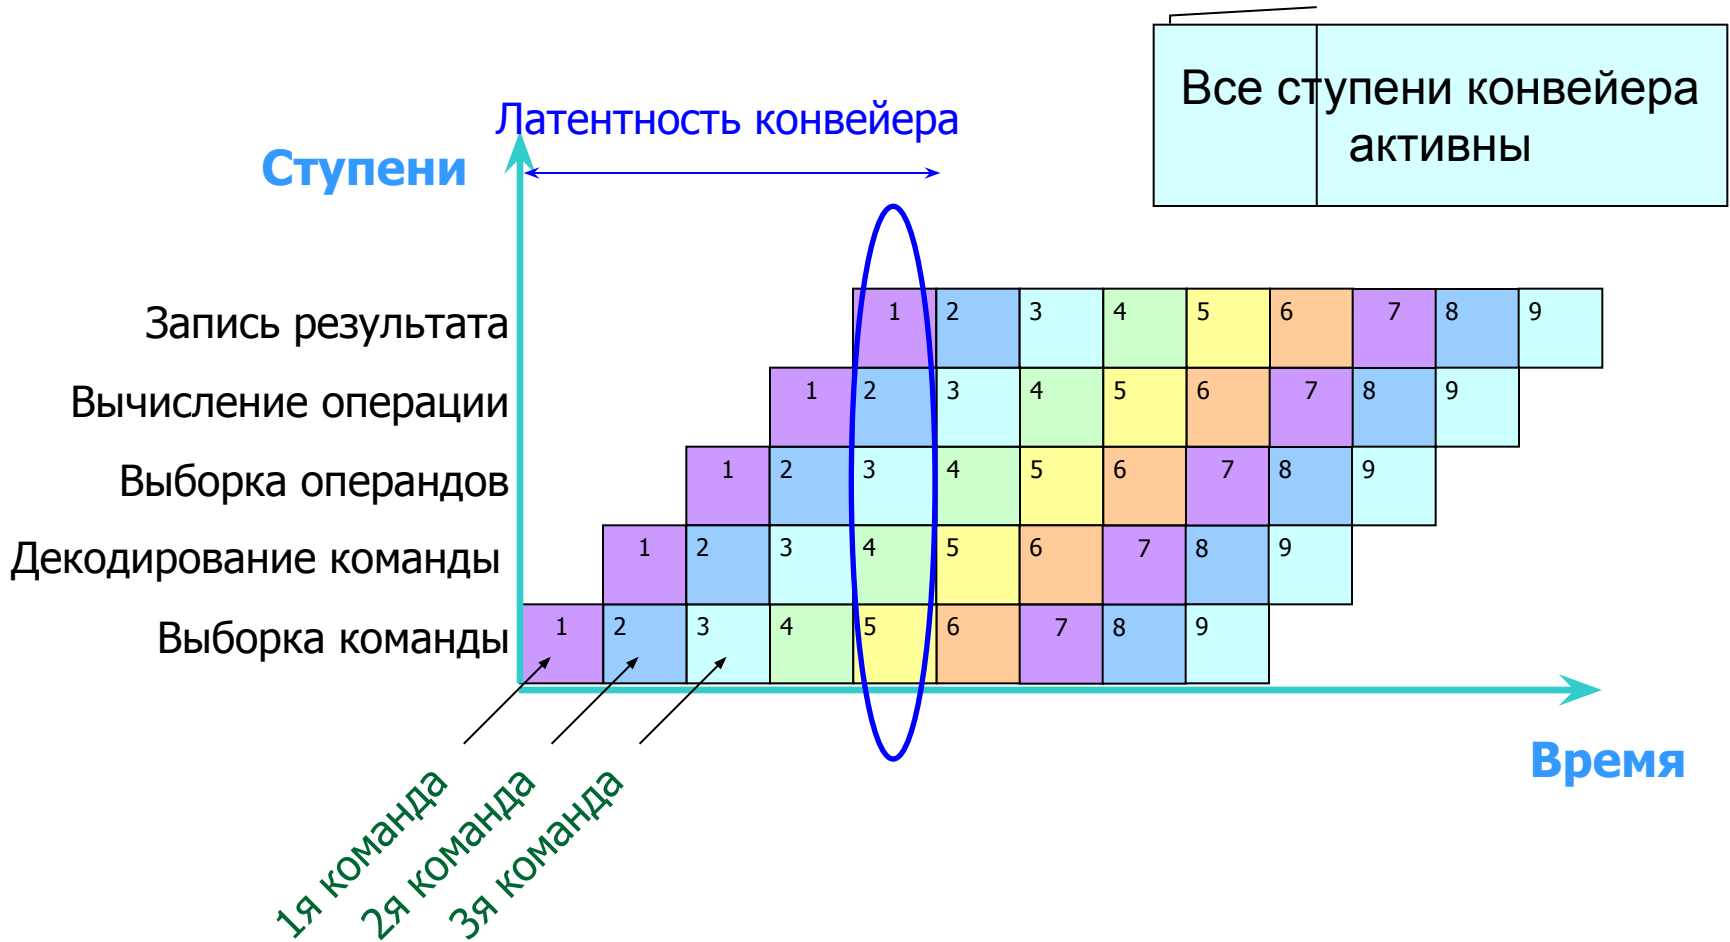 Все ступени конвейера
активны
Латентность конвейера
Ступени
Запись результата 1 2 3 4 5 6 7 8 9
Вычисление операции 1 2 3 4 5 6 7 8 9
Выборка операндов 1 2 3 4 5 6 7 8 9
Декодирование команды 1 2 3 4 5 6 7 8 9
Выборка команды 1 2 3 4 5 6 7 8 9
Время
1я команда
2я команда
3я команда